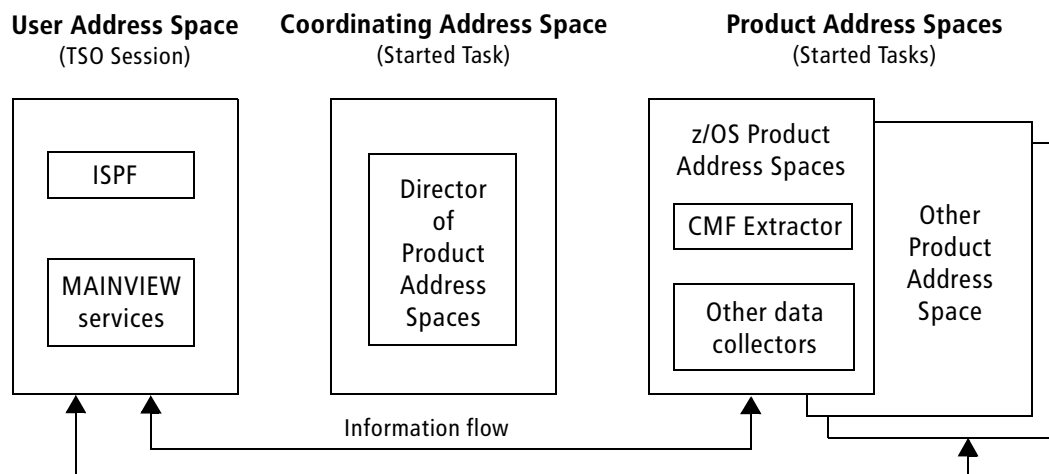 User Address Space
(TSO Session)
Coordinating Address Space
(Started Task)
Product Address Spaces
(Started Tasks)
ISPF
MAINVIEW
services
Director
of
Product
Address
Spaces
z/OS Product
Address Spaces
CMF Extractor
Other data
collectors
Other
Product
Address
Space
Information flow